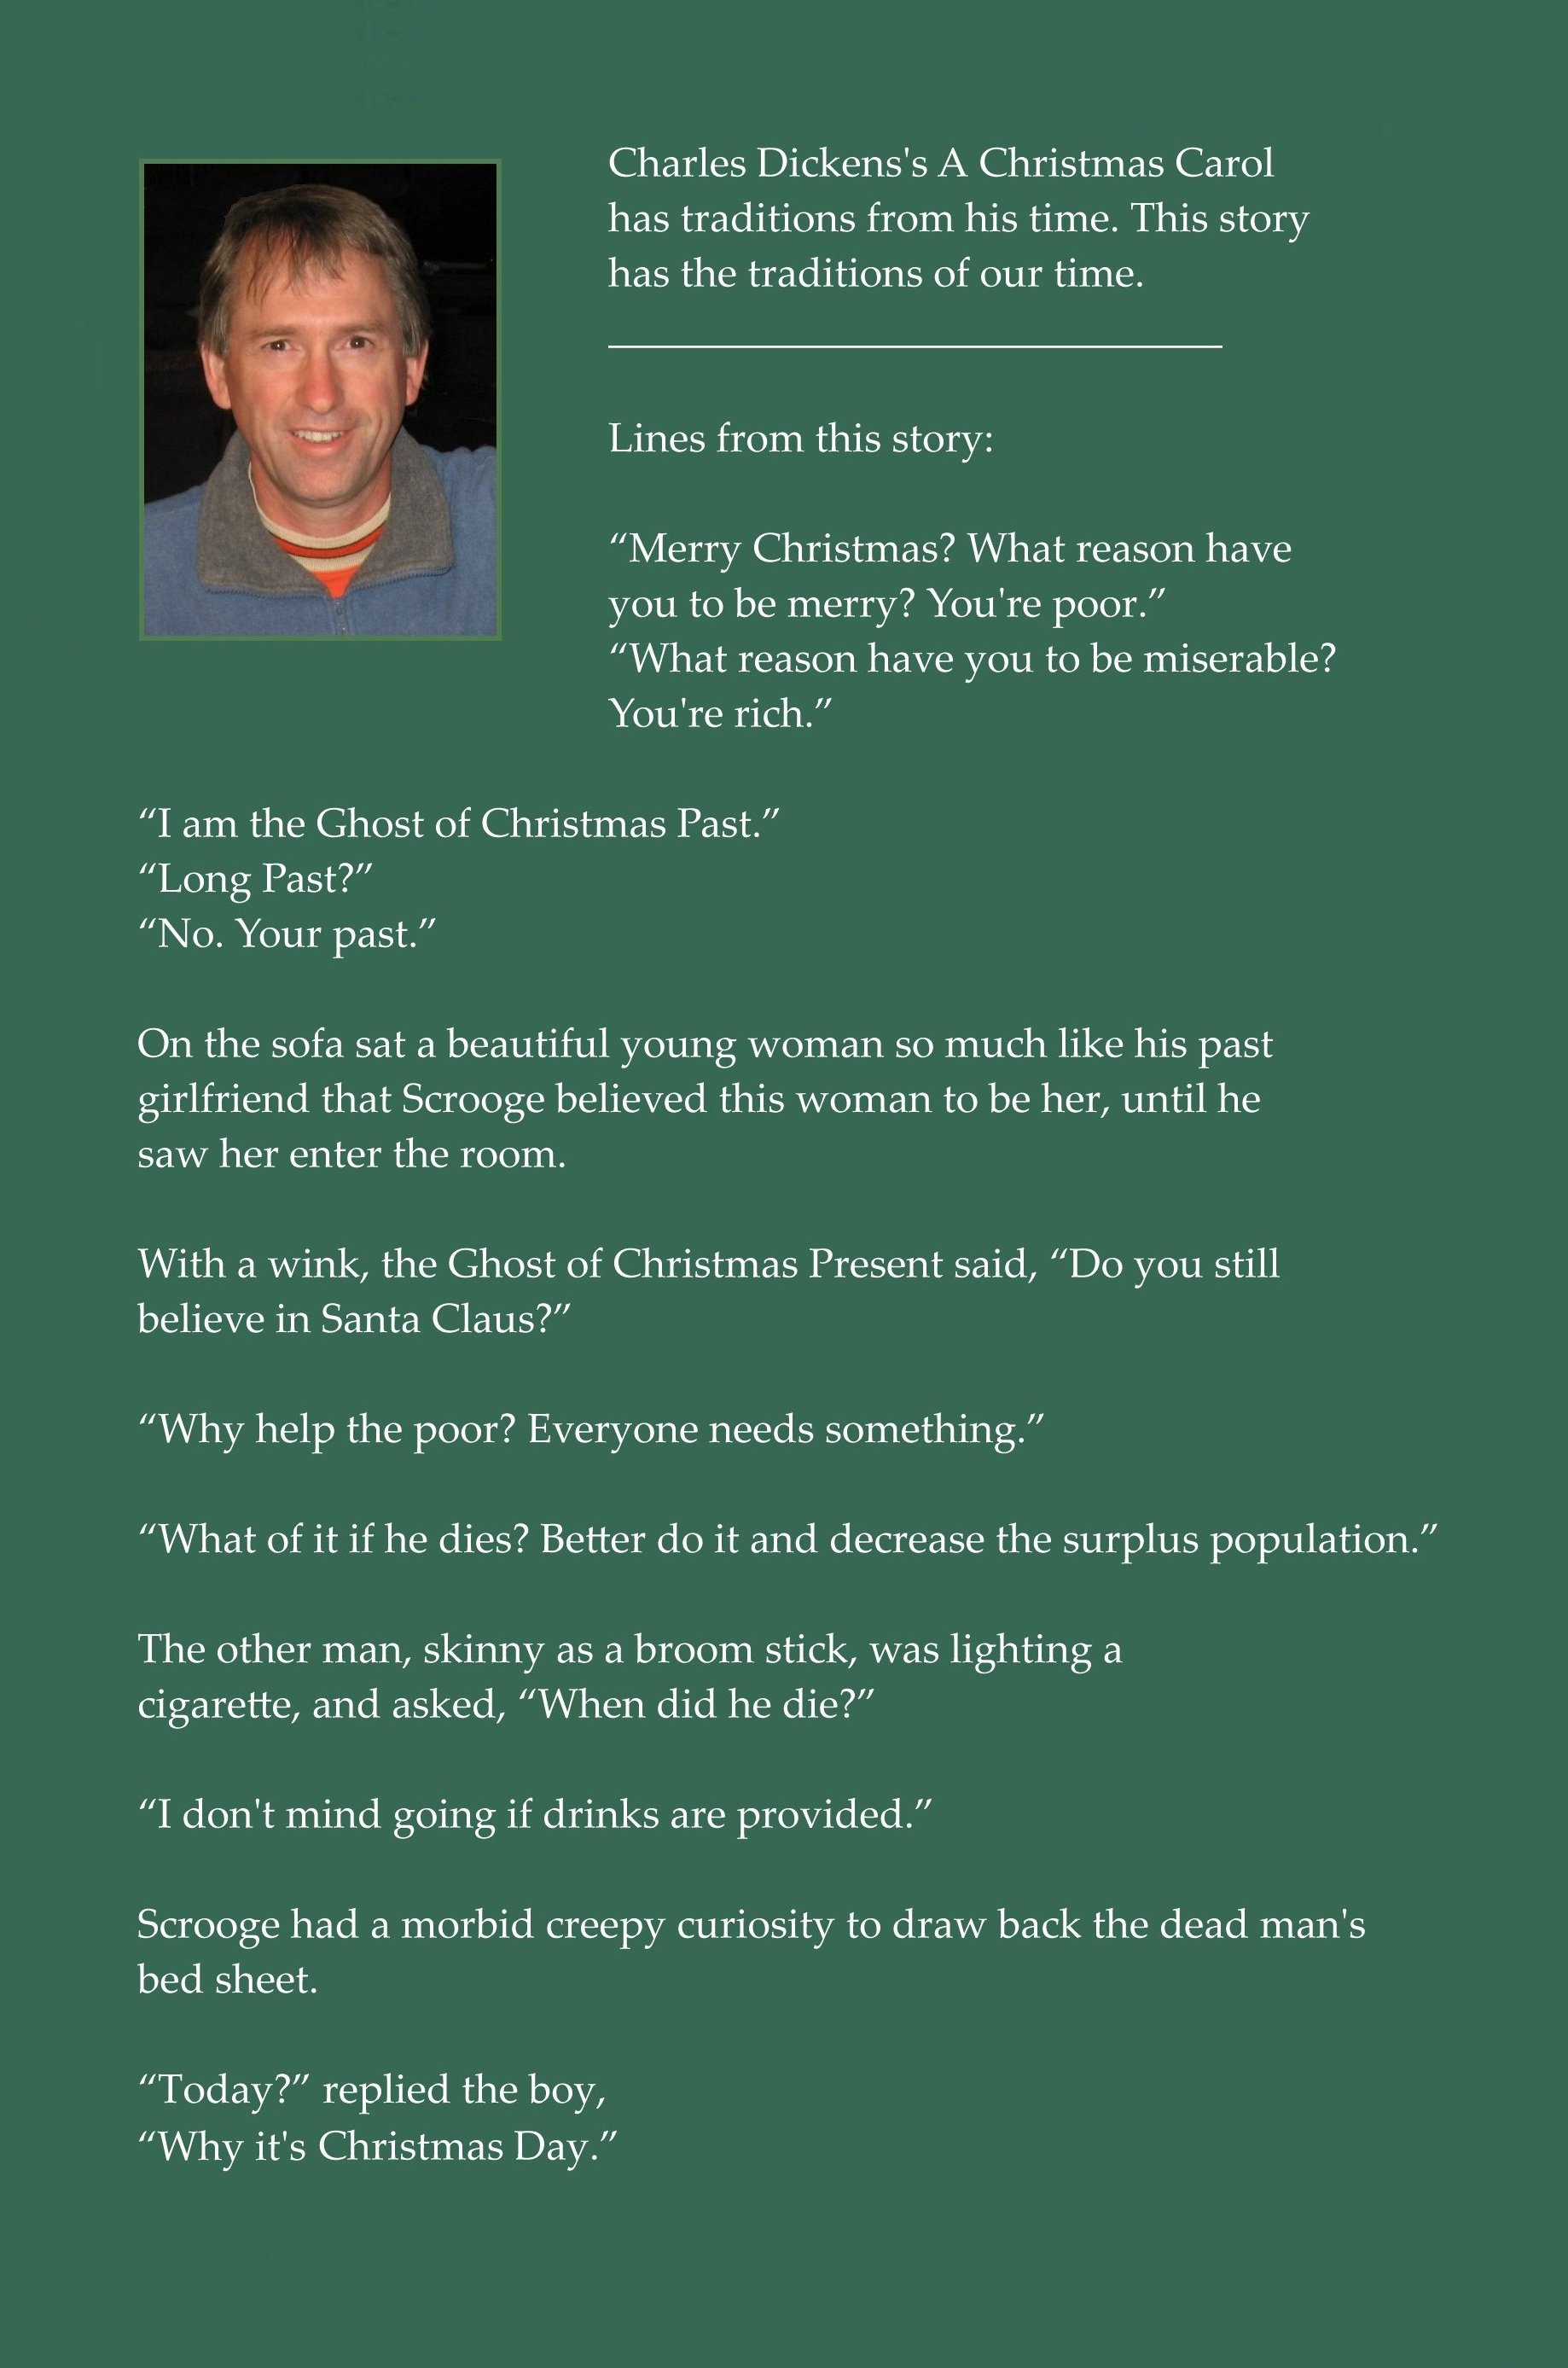 Charles Dickens's A Christmas Carol
has traditions from his time. This story
has the traditions of our time.
Lines from this story:
“Merry Christmas? What reason have
you to be merry? You're poor.”
“What reason have you to be miserable?
You're rich.”
“I am the Ghost of Christmas Past.”
“Long Past?”
“No. Your past.”
On the sofa sat a beautiful young woman so much like his past
girlfriend that Scrooge believed this woman to be her, until he
saw her enter the room.
With a wink, the Ghost of Christmas Present said, “Do you still
believe in Santa Claus?”
“Why help the poor? Everyone needs something.”
“What of it if he dies? Better do it and decrease the surplus population.”
The other man, skinny as a broom stick, was lighting a
cigarette, and asked, “When did he die?”
“I don't mind going if drinks are provided.”
Scrooge had a morbid creepy curiosity to draw back the dead man's
bed sheet.
“Today?” replied the boy,
“Why it's Christmas Day.”